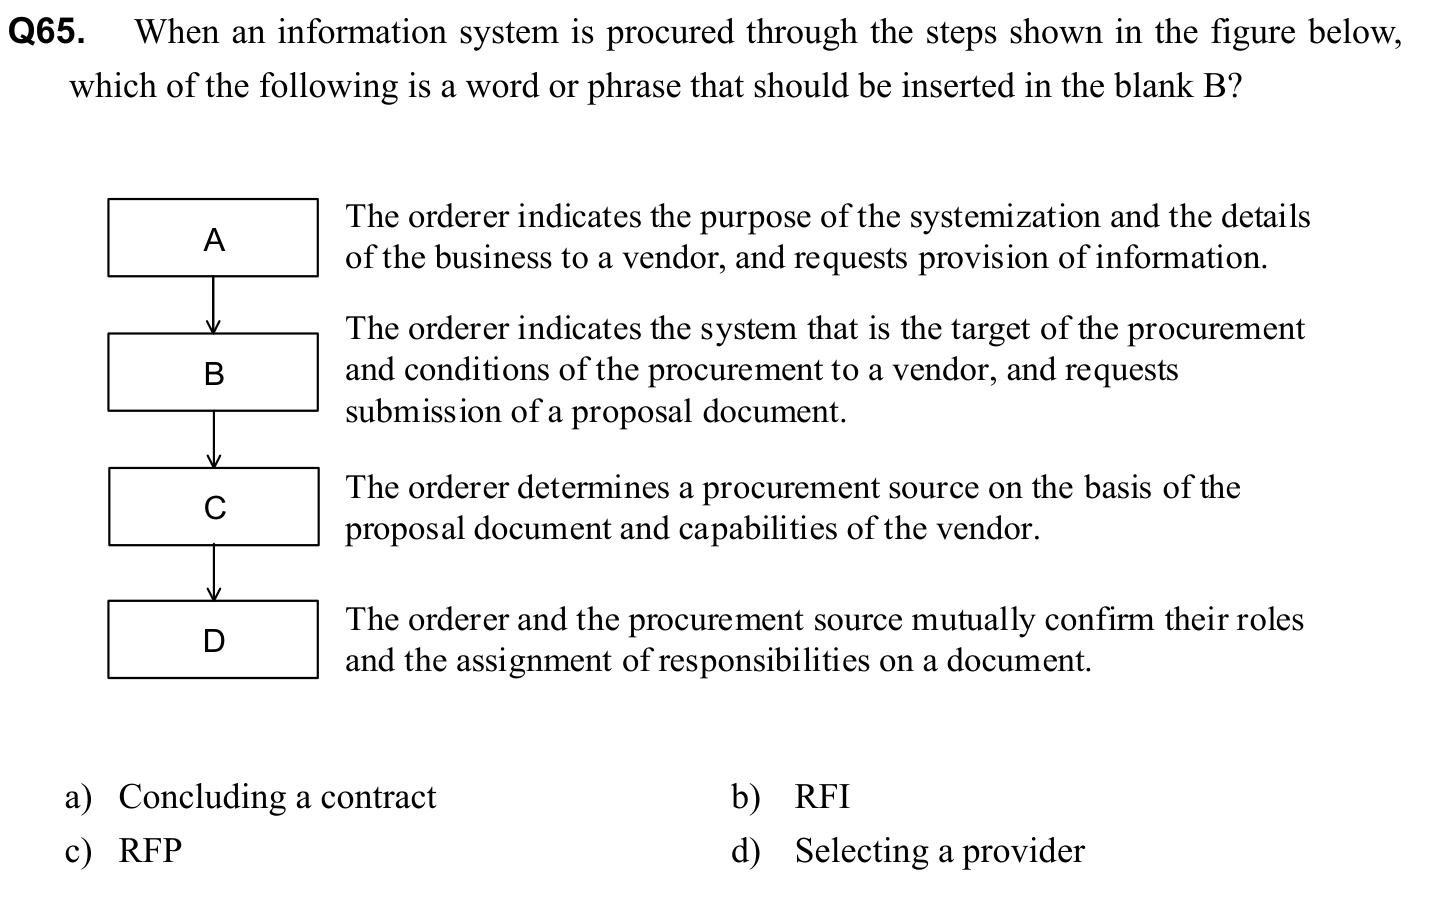 Q65. When an information system is procured through the steps shown in the figure below,
which of the following is a word or phrase that should be inserted in the blank B?
A
The orderer indicates the purpose of the systemization and the details
of the business to a vendor, and requests provision of information.
B
The orderer indicates the system that is the target of the procurement
and conditions of the procurement to a vendor, and requests
submission of a proposal document.
C
The orderer determines a procurement source on the basis of the
proposal document and capabilities of the vendor.
D
The orderer and the procurement source mutually confirm their roles
and the assignment of responsibilities on a document.
a) Concluding a contract
b) RFI
c) RFP
d) Selecting a provider